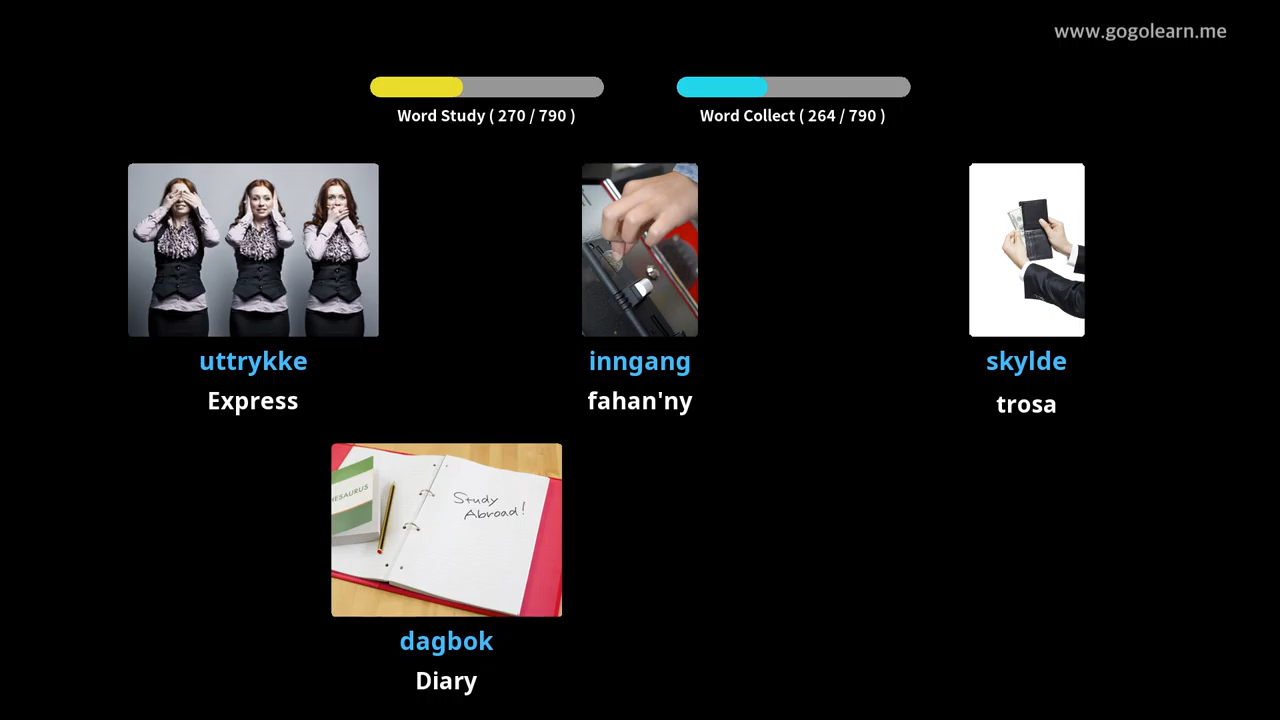 www.gogolearn.me
Word Study ( 270 / 790 )
Word Collect ( 264 / 790 )
uttrykke
Express
inngang
fahan'ny
skylde
trosa
HESAURUS
Study
Abroad!
dagbok
Diary